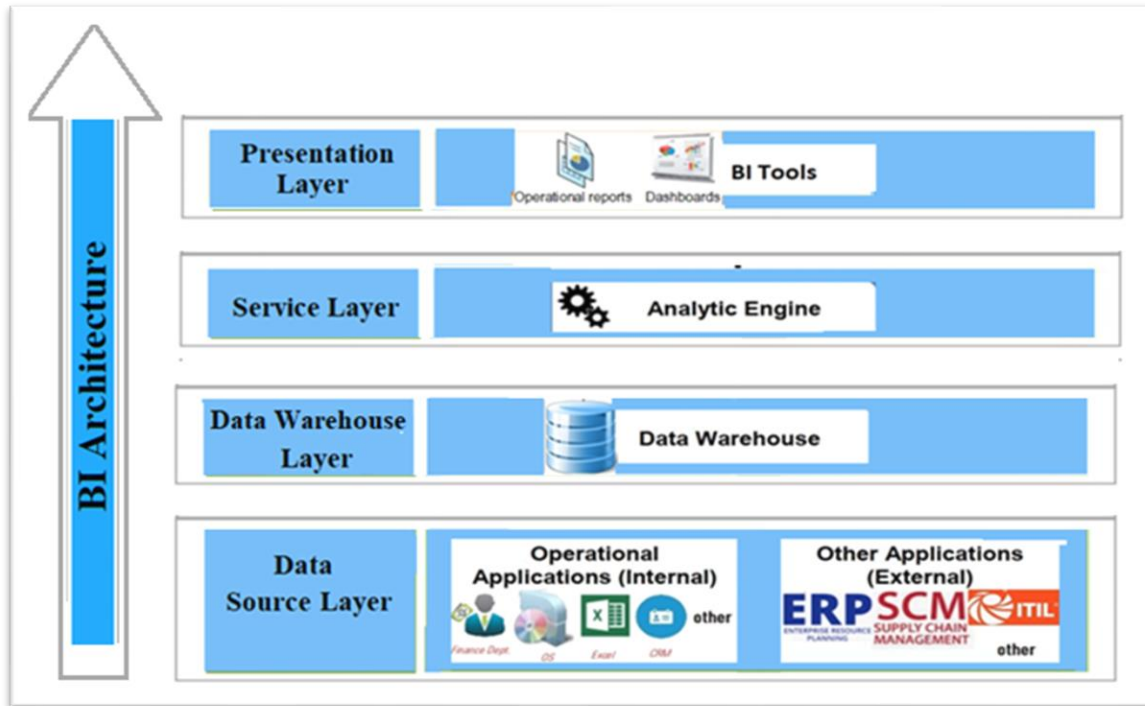 BI Architecture
Presentation
Layer
Operational reports
Dashboards
BI Tools
Service Layer
Analytic Engine
Data Warehouse
Layer
Data Warehouse
Data
Source Layer
Operational
Applications (Internal)
Finance Dept.
OS
Excel
CRM
other
Other Applications
(External)
ERP
ENTERPRISE RESOURCE
PLANNING
SCM
SUPPLY CHAIN
MANAGEMENT
ITIL
other